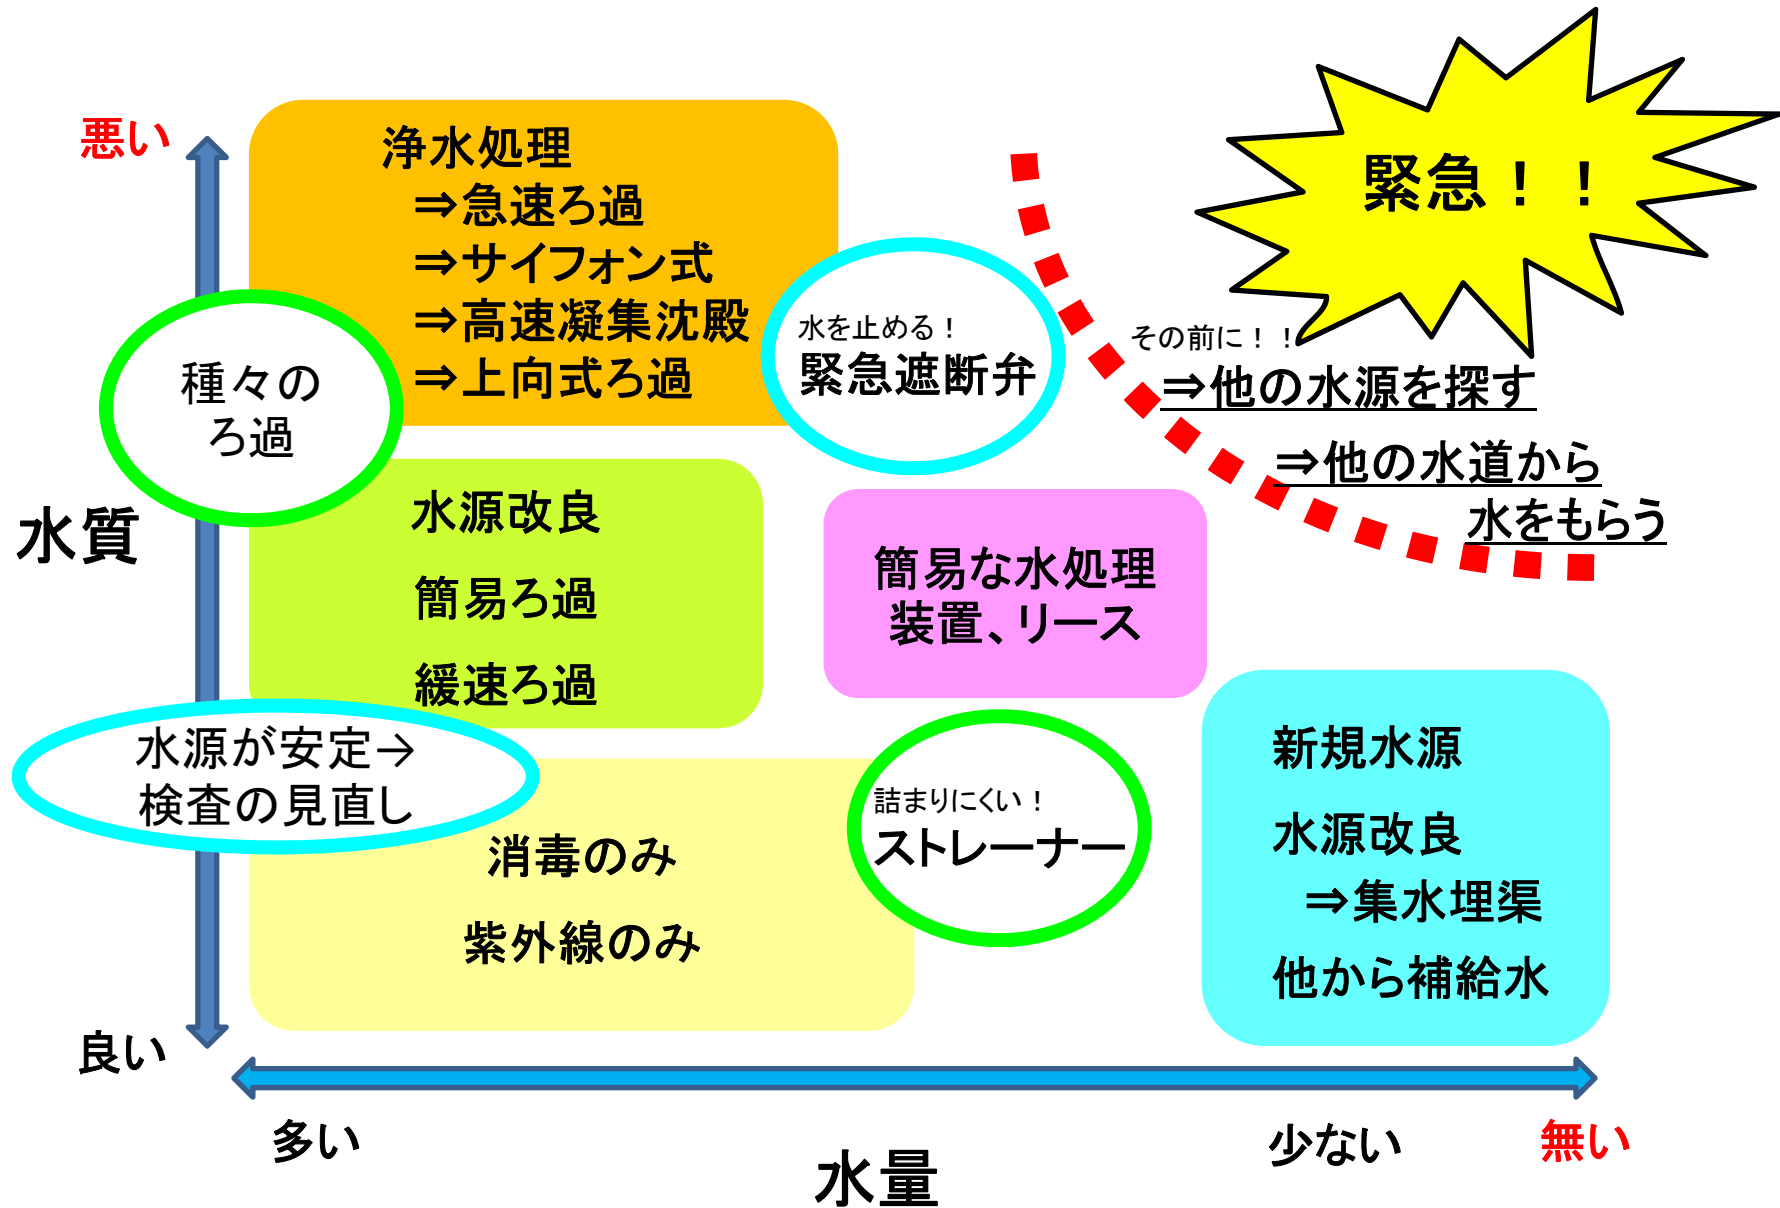 悪い
浄水処理
⇒急速ろ過
⇒サイフォン式
⇒高速凝集沈殿
⇒上向式ろ過
緊急！！
水を止める！
緊急遮断弁
その前に！！
⇒他の水源を探す
⇒他の水道から
水をもらう
種々の
ろ過
水質
水源改良
簡易ろ過
緩速ろ過
簡易な水処理
装置、リース
水源が安定→
検査の見直し
消毒のみ
紫外線のみ
詰まりにくい！
ストレーナー
新規水源
水源改良
⇒集水埋渠
他から補給水
良い
多い
少ない
無い
水量